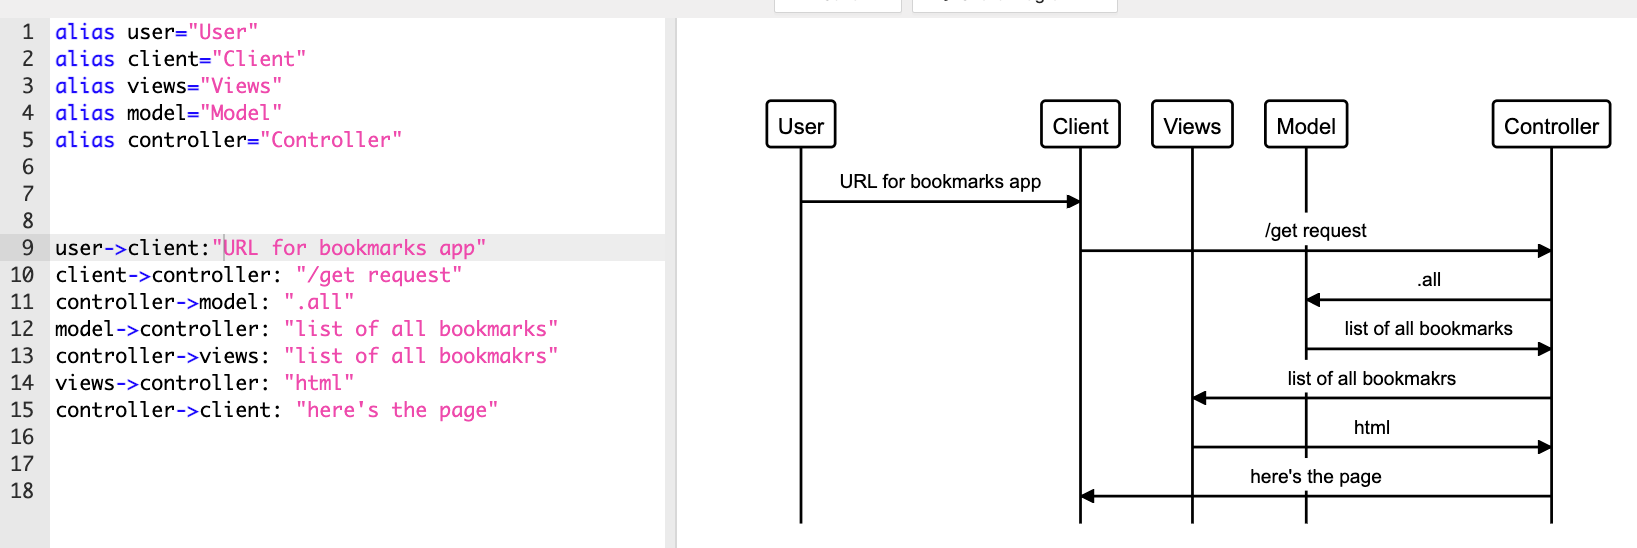 1 alias user="User"
2 alias client="Client"
3 alias views="Views"
4 alias model="Model"
5 alias controller="Controller"
6
7
8
9 user->client:"URL for bookmarks app"
10 client->controller: "/get request"
11 controller->model: ".all"
12 model->controller: "list of all bookmarks"
13 controller->views: "list of all bookmakrs"
14 views->controller: "html"
15 controller->client: "here's the page"
16
17
18
User Client Views Model Controller
URL for bookmarks app
/get request
.all
list of all bookmarks
list of all bookmakrs
html
here's the page